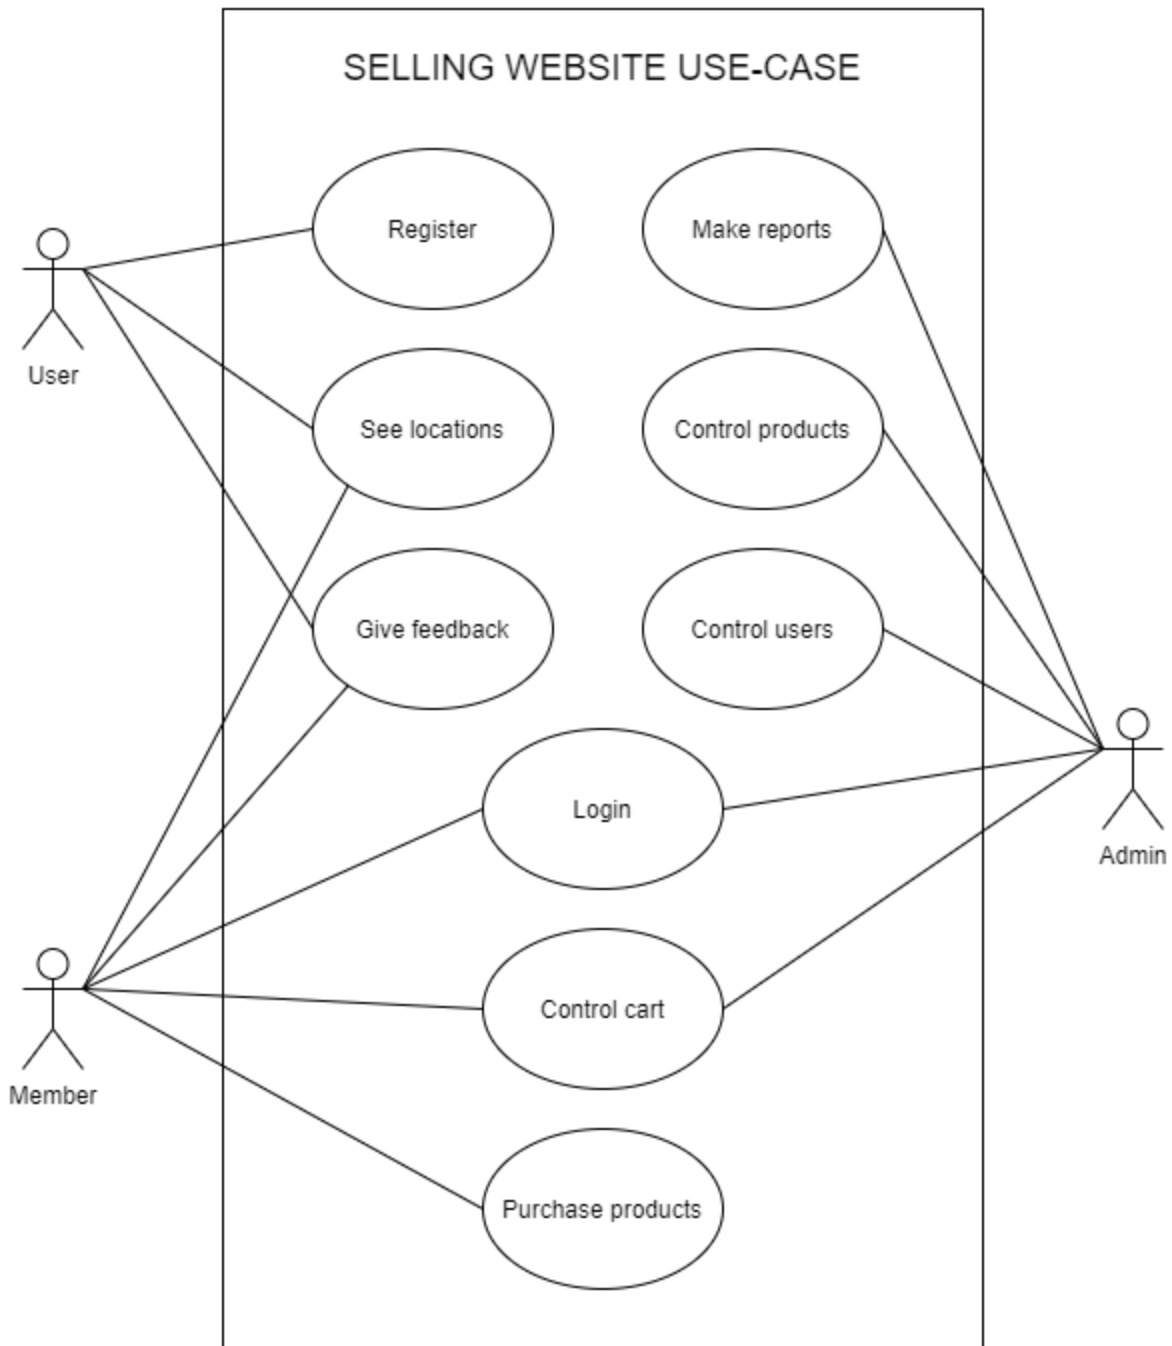 SELLING WEBSITE USE-CASE
Register
Make reports
User
See locations
Control products
Give feedback
Control users
Login
Admin
Control cart
Member
Purchase products